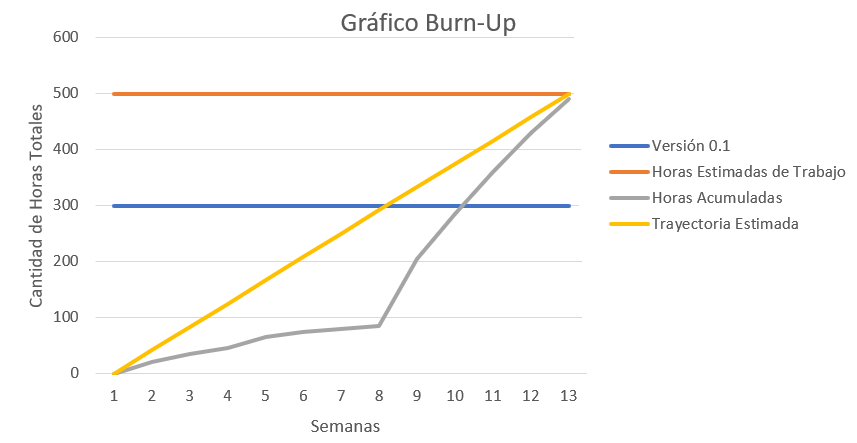 Gráfico Burn-Up
600
500
400
300
200
100
0
Cantidad de Horas Totales
1 2 3 4 5 6 7 8 9 10 11 12 13
Semanas
Versión 0.1
Horas Estimadas de Trabajo
Horas Acumuladas
Trayectoria Estimada